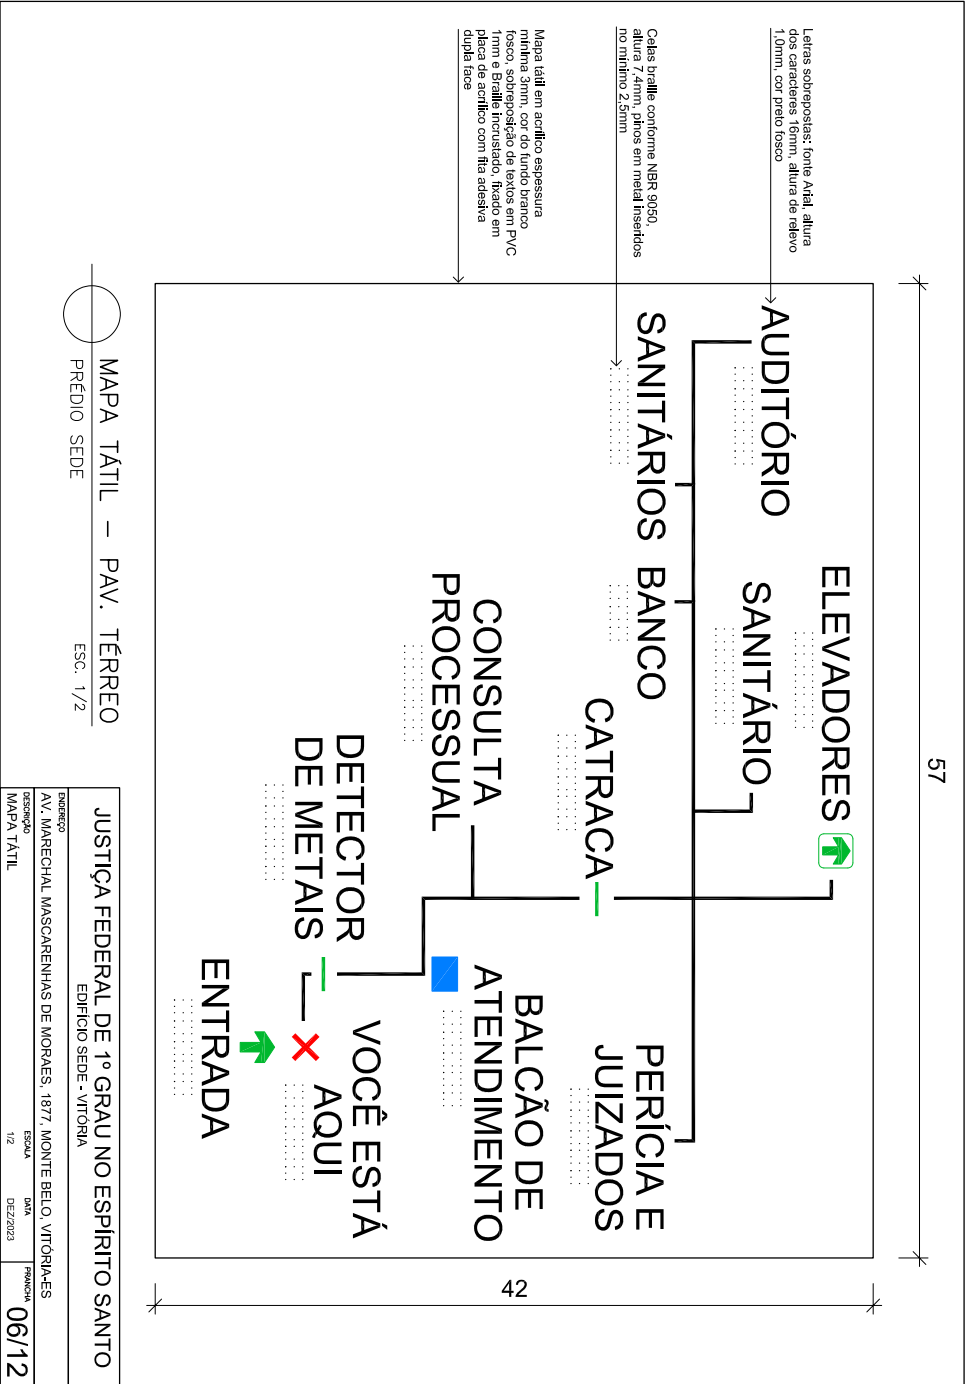 57
Letras sobrepostas: fonte Arial, altura
dos caracteres 16mm, altura de relevo
1,0mm, cor preto fosco
Celas braille conforme NBR 9050,
altura 7,4mm, pinos em metal inseridos
no mínimo 2,5mm
Mapa tátil em acrílico espessura
mínima 3mm, cor do fundo branco
fosco, sobreposição de textos em PVC
1mm e Braille incrustado, fixado em
placa de acrílico com fita adesiva
dupla face
ELEVADORES
AUDITÓRIO
SANITÁRIO
SANITÁRIOS
BANCO
PERÍCIA E
JUIZADOS
CATRACA
BALCÃO DE
ATENDIMENTO
CONSULTA
PROCESSUAL
DETECTOR
DE METAIS
VOCÊ ESTÁ
AQUI
ENTRADA
42
MAPA TÁTIL - PAV. TÉRREO
PRÉDIO SEDE
ESC. 1/2
JUSTIÇA FEDERAL DE 1º GRAU NO ESPÍRITO SANTO
EDIFÍCIO SEDE - VITÓRIA
ENDEREÇO
AV. MARECHAL MASCARENHAS DE MORAES, 1877, MONTE BELO, VITÓRIA-ES
DESCRIÇÃO
MAPA TÁTIL
ESCALA
1/2
DATA
DEZ/2023
PRANCHA
06/12